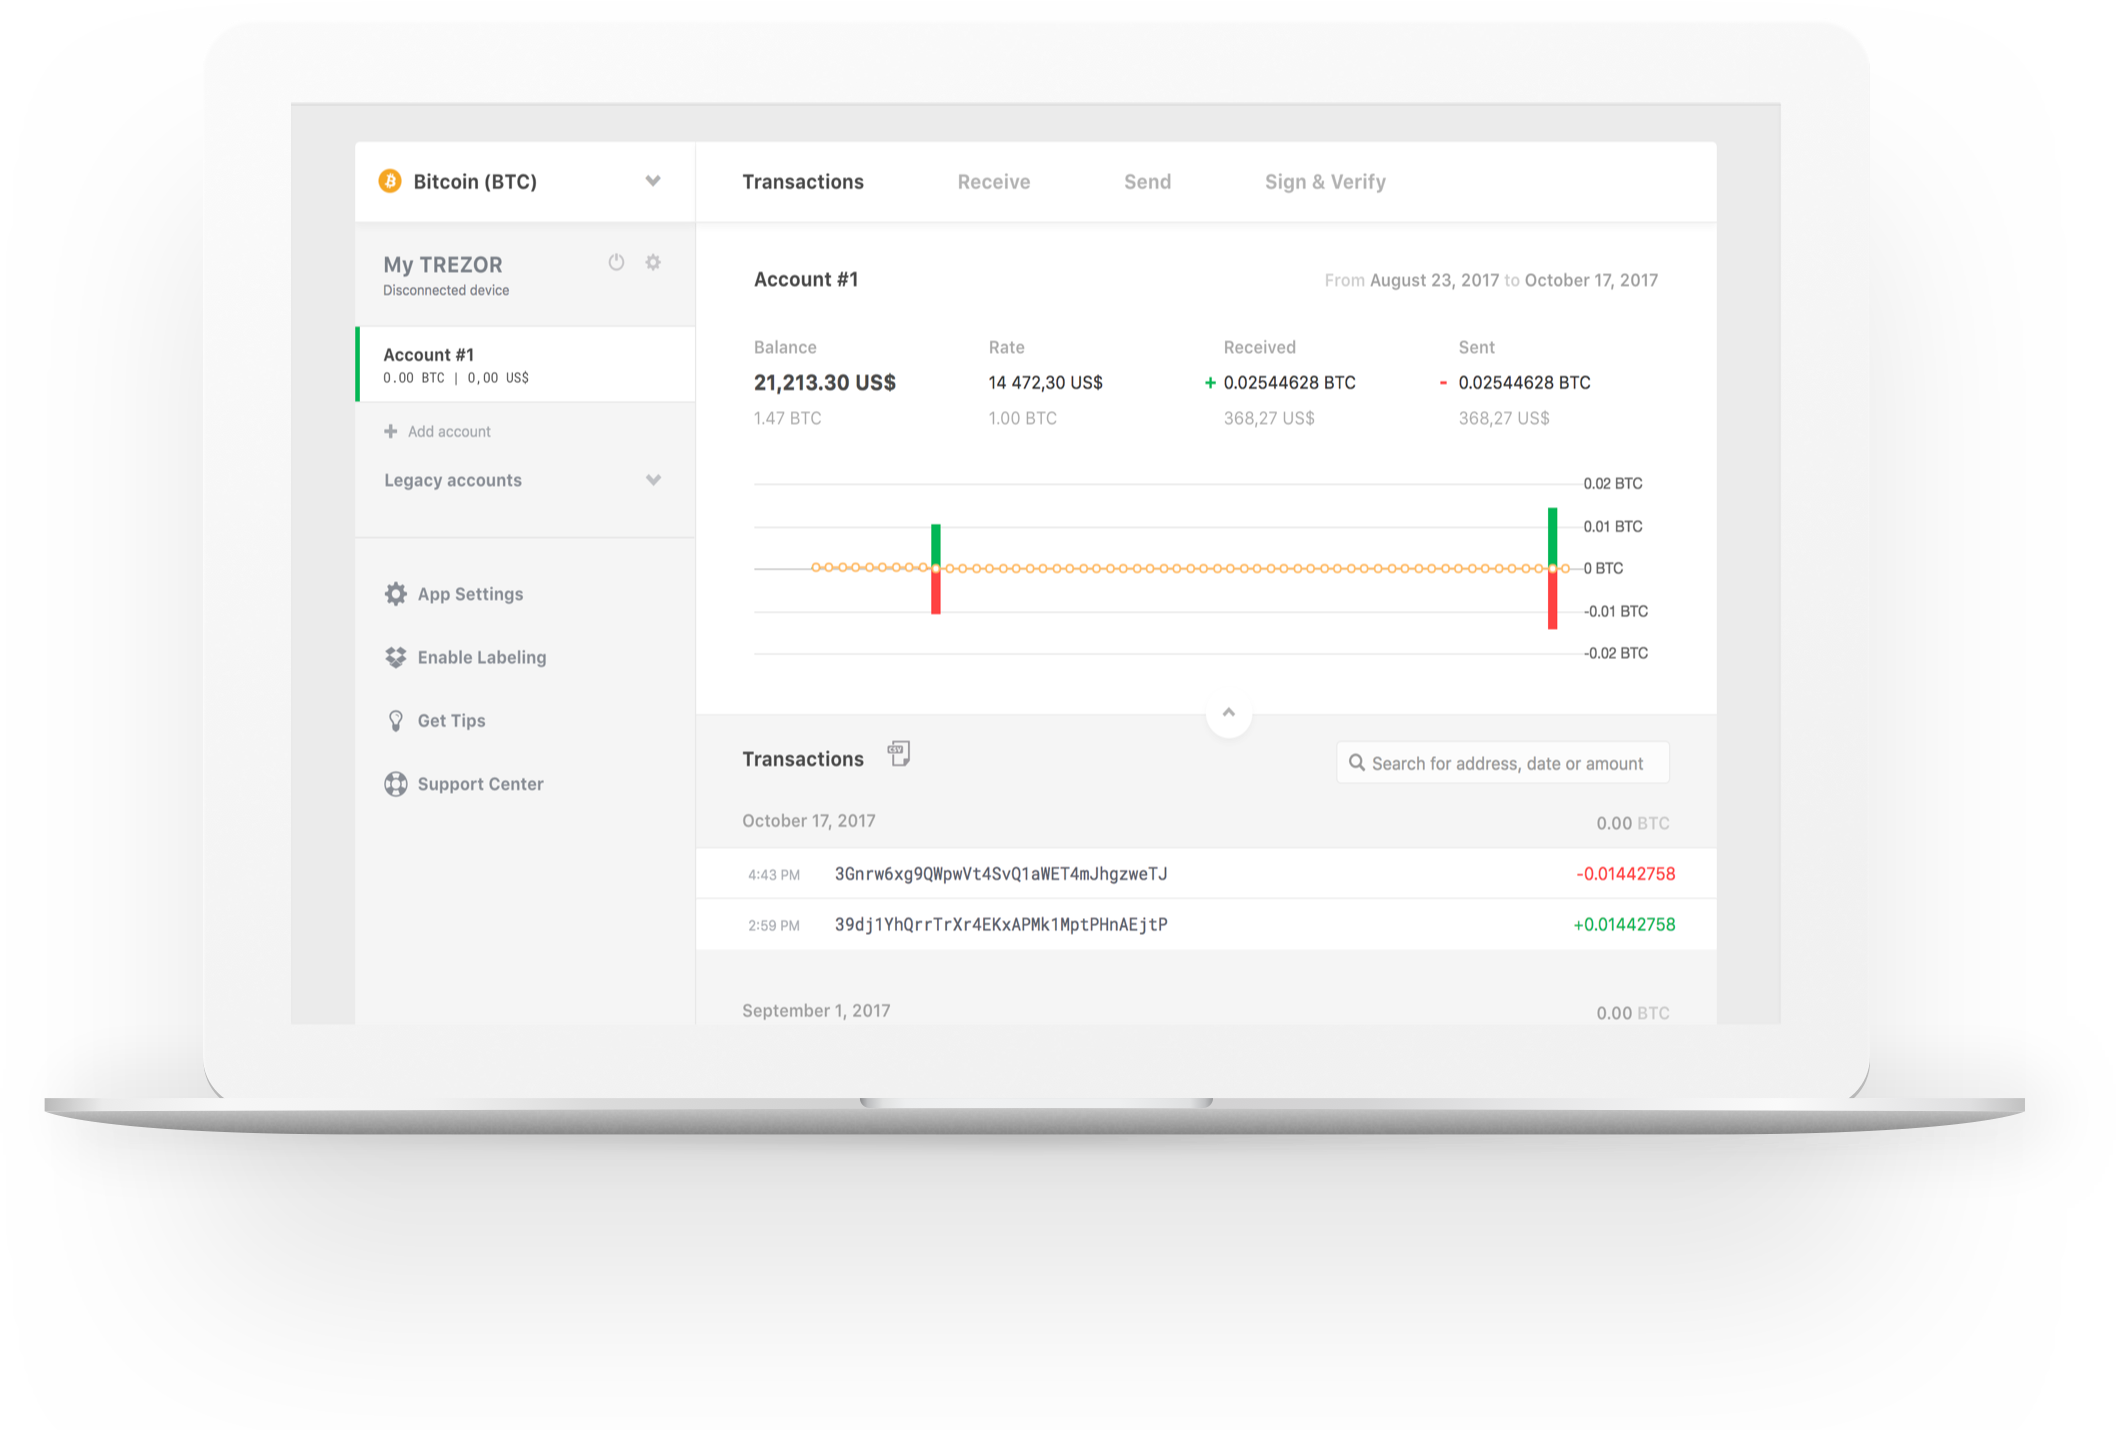 Bitcoin (BTC)
Transactions
Receive
Send
Sign & Verify
My TREZOR
Disconnected device
Account #1
0.00 BTC | 0,00 US$
Add account
Legacy accounts
App Settings
Enable Labeling
Get Tips
Support Center
Account #1
From August 23, 2017 to October 17, 2017
Balance
21,213.30 US$
1.47 BTC
Rate
14 472,30 US$
1.00 BTC
Received
+ 0.02544628 BTC
368,27 US$
Sent
- 0.02544628 BTC
368,27 US$
0.02 BTC
0.01 BTC
0 BTC
-0.01 BTC
-0.02 BTC
Transactions
CSV
Search for address, date or amount
October 17, 2017
0.00 BTC
4:43 PM 3Gnrw6xg9QWpwVt4SvQ1aWET4mJhgzweTJ -0.01442758
2:59 PM 39dj1YhQrrTrXr4EKxAPMk1MptPHnAEjtP +0.01442758
September 1, 2017
0.00 BTC